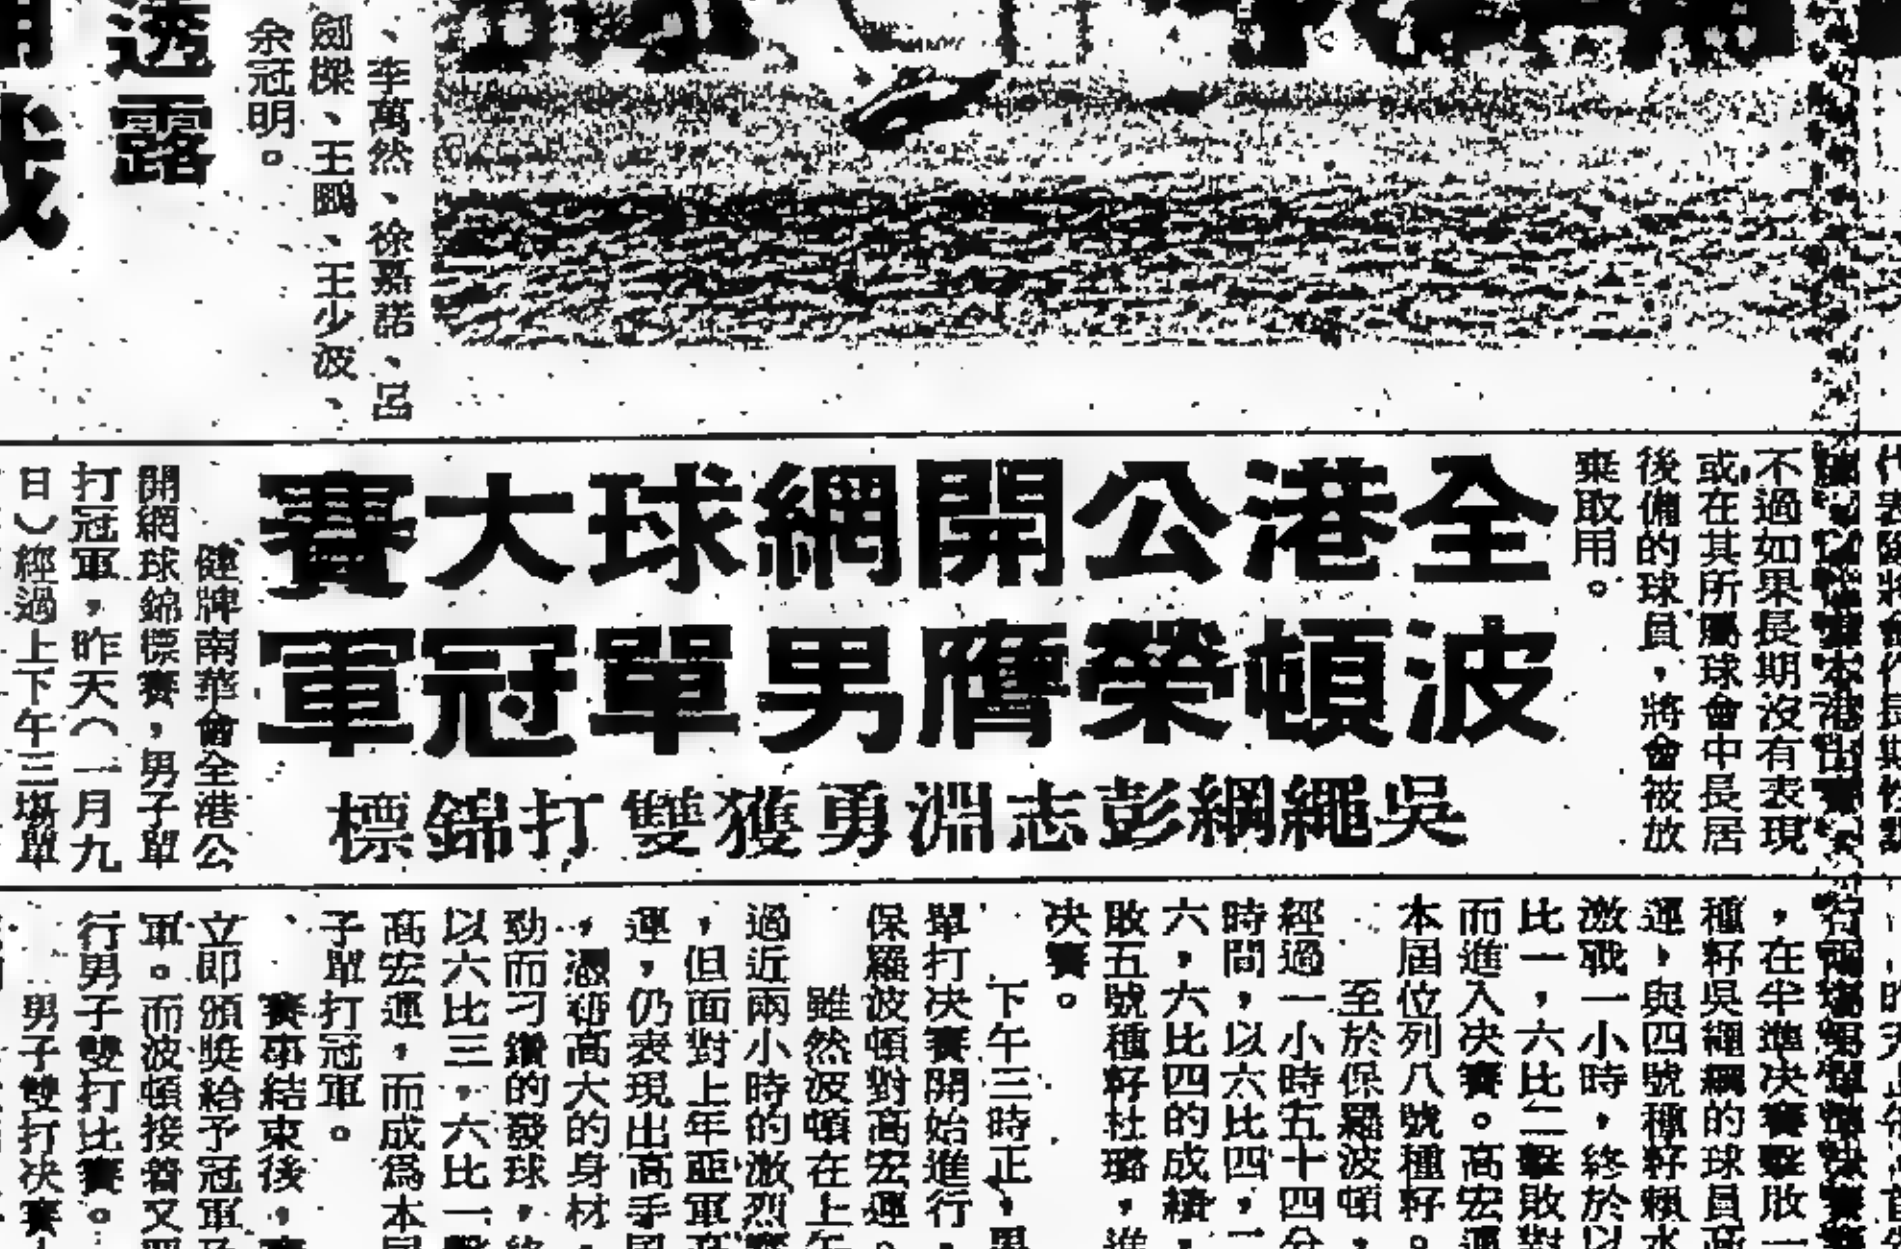 透露
、李萬然、徐嘉諾、呂
劍樑、王鷗、王少波、
余冠明。
不過如果長期沒有表現
或在其所屬球會中長居
後備的球員，將會被放
棄取用。
全港公開網球大賽
波頓榮膺男單冠軍
吳繩綱彭志淵勇獲雙打錦標
健牌南華會全港公
開網球錦標賽，男子單
打冠軍，昨天（一月九
日）經過上下午三場單
，在半準決賽擊敗一
種籽吳繩綱的球員高
運，與四號種籽賴水
激戰一小時，終於以
比一，六比二擊敗對
而進入決賽。高宏運
本屆位列八號種籽。
至於保羅波頓，
經過一小時五十四分
時間，以六比四，一
六，六比四的成績，
敗五號種籽杜璐，進
决賽。
下午三時正，男
單打決賽開始進行，
保羅波頓對高宏運。
雖然波頓在上午
過近兩小時的激烈賽
，但面對上年亞軍高
運，仍表現出高手風
，憑藉高大的身材，
勁而刁鑽的發球，終
以六比三，六比一擊
高宏運，而成爲本屆
子單打冠軍。
賽事結束後，
立即頒獎給予冠軍及
軍。而波頓接着又
行男子雙打比賽。
男子雙打決賽